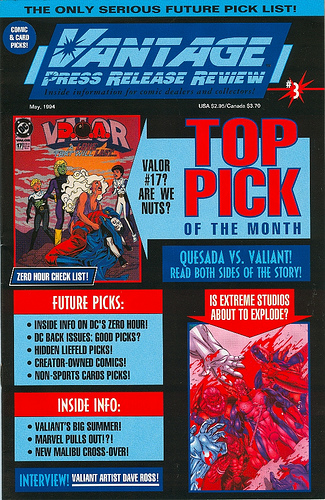 THE ONLY SERIOUS FUTURE PICK LIST!
COMIC
& CARD
PICKS!
VANTAGE
PRESS RELEASE REVIEW
Inside information for comic dealers and collectors!
#3
May, 1994
USA $2.95/Canada $3.70
DC
17
VALOR
VALOR
#17?
ARE WE
NUTS?
TOP
PICK
OF THE MONTH
ZERO HOUR CHECK LIST!
QUESADA VS. VALIANT!
READ BOTH SIDES OF THE STORY!
FUTURE PICKS:
• INSIDE INFO ON DC'S ZERO HOUR!
• DC BACK ISSUES: GOOD PICKS?
• HIDDEN LIEFELD PICKS!
• CREATOR-OWNED COMICS!
• NON-SPORTS CARDS PICKS!
IS EXTREME STUDIOS
ABOUT TO EXPLODE?
INSIDE INFO:
• VALIANT'S BIG SUMMER!
• MARVEL PULLS OUT!?!
• NEW MALIBU CROSS-OVER!
INTERVIEW! VALIANT ARTIST DAVE ROSS!